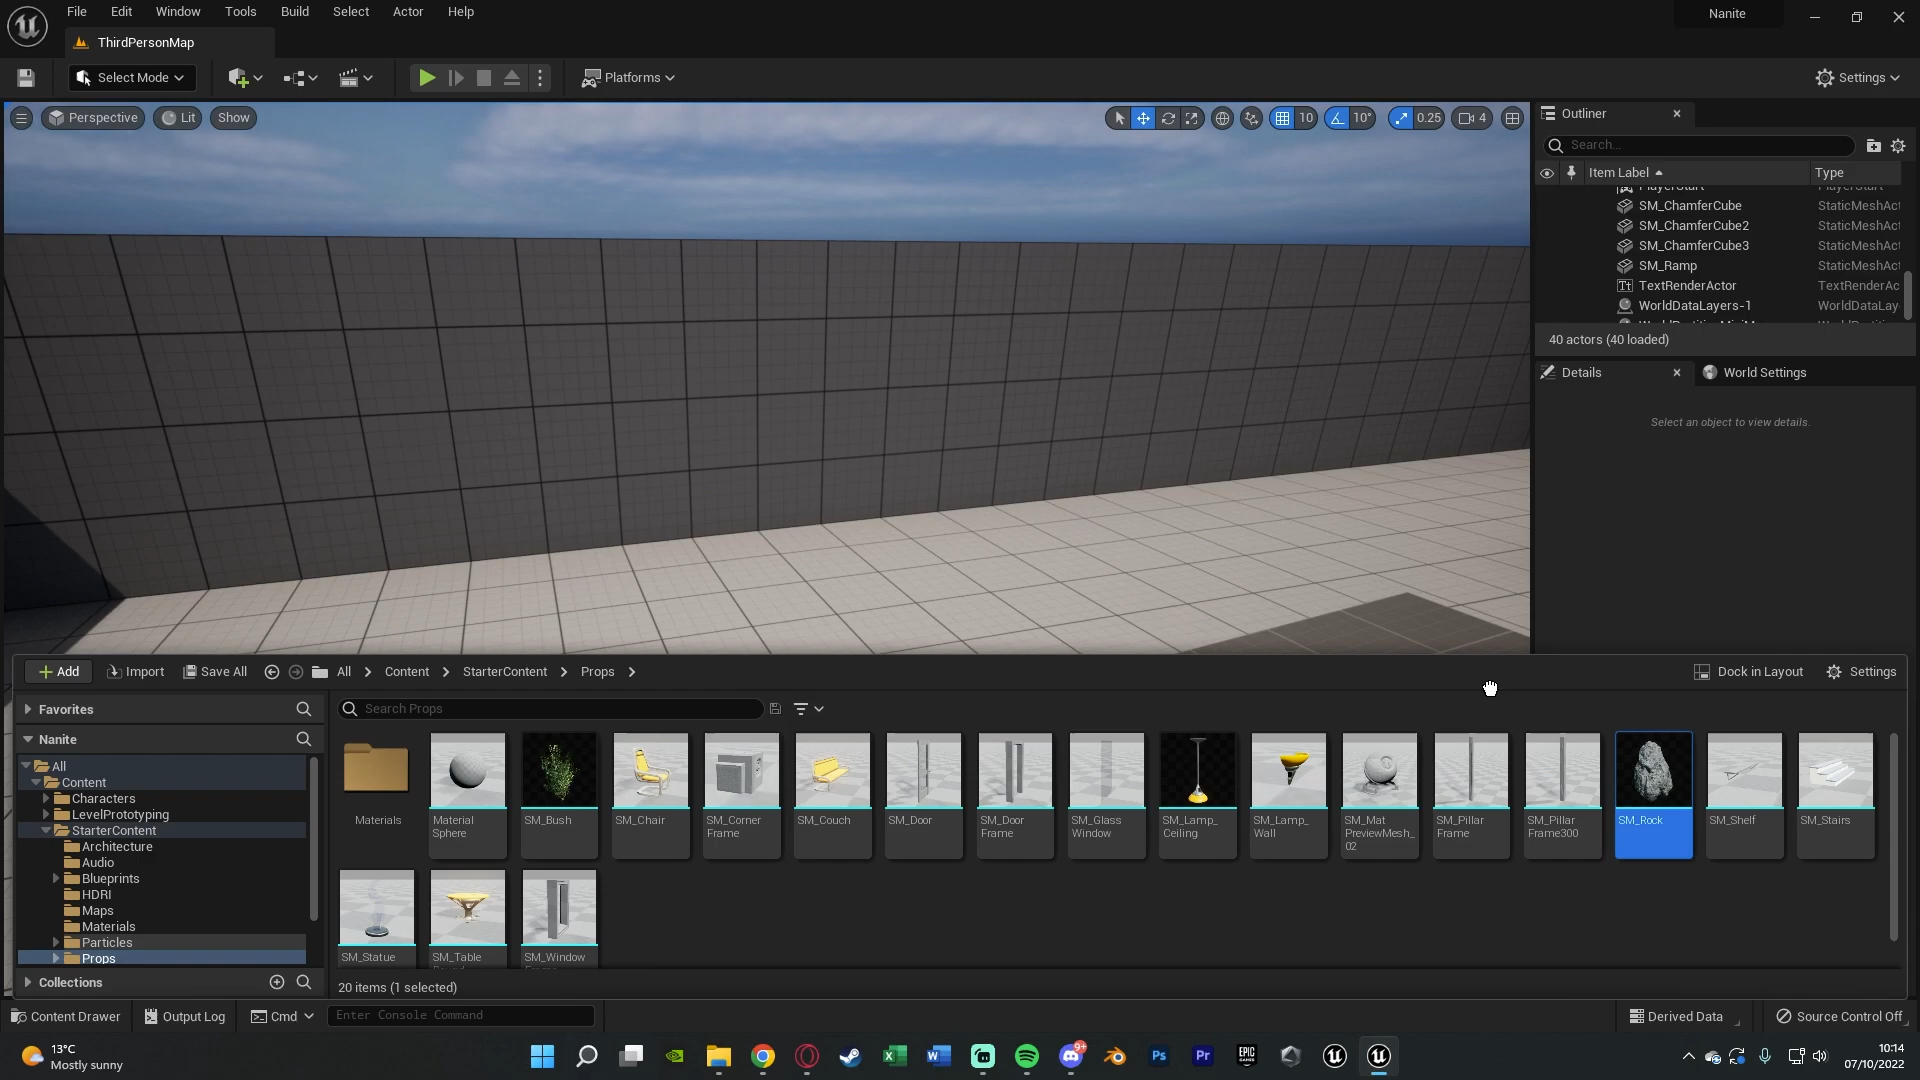 File Edit Window Tools Build Select Actor Help
Nanite
ThirdPersonMap
Select Mode
Platforms
Settings
Perspective Lit Show
10 10° 0.25 4
Outliner
Search...
Item Label Type
SM_ChamferCube StaticMeshAct
SM_ChamferCube2 StaticMeshAct
SM_ChamferCube3 StaticMeshAct
SM_Ramp StaticMeshAct
TextRenderActor TextRenderAc
WorldDataLayers-1 WorldDataLay
40 actors (40 loaded)
Details World Settings
Select an object to view details.
Add Import Save All All Content StarterContent Props
Dock in Layout Settings
Favorites
Search Props
Nanite
All
Content
Characters
LevelPrototyping
StarterContent
Architecture
Audio
Blueprints
HDRI
Maps
Materials
Particles
Props
Collections
Materials
Material
Sphere
SM_Bush
SM_Chair
SM_Corner
Frame
SM_Couch
SM_Door
SM_Door
Frame
SM_Glass
Window
SM_Lamp_
Ceiling
SM_Lamp_
Wall
SM_Mat
PreviewMesh_
02
SM_Pillar
Frame
SM_Pillar
Frame300
SM_Rock
SM_Shelf
SM_Stairs
SM_Statue
SM_Table
SM_Window
20 items (1 selected)
Content Drawer Output Log Cmd Enter Console Command
Derived Data Source Control Off
13°C
Mostly sunny
9+
Ps
Pr
EPIC
10:14
07/10/2022